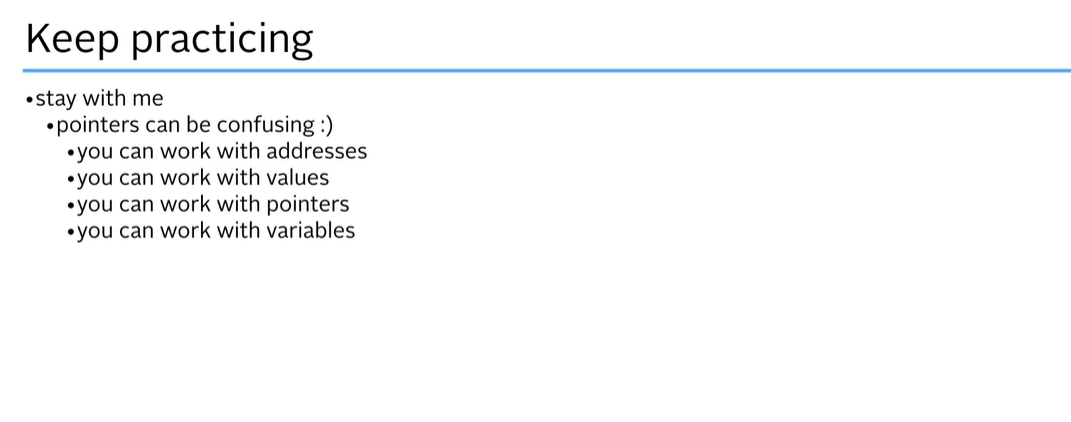 Keep practicing
•stay with me
•pointers can be confusing :)
•you can work with addresses
•you can work with values
•you can work with pointers
•you can work with variables